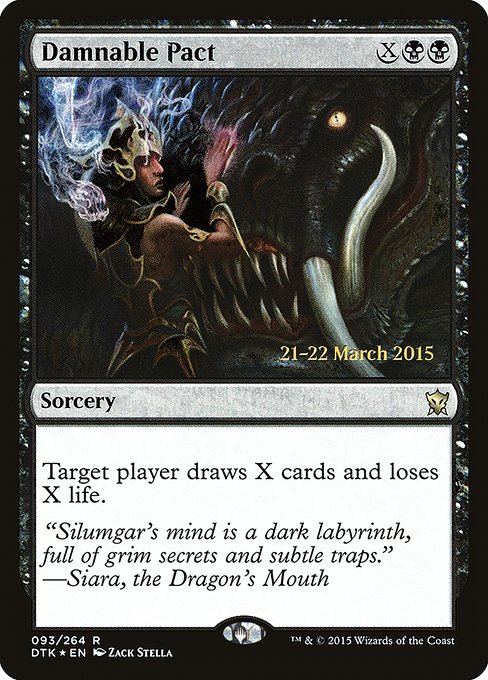 Damnable Pact X
21–22 March 2015
Sorcery
Target player draws X cards and loses
X life.
“Silumgar’s mind is a dark labyrinth,
full of grim secrets and subtle traps.”
—Siara, the Dragon’s Mouth
093/264 R
DTK ★ EN Zack Stella
™ & © 2015 Wizards of the Coast